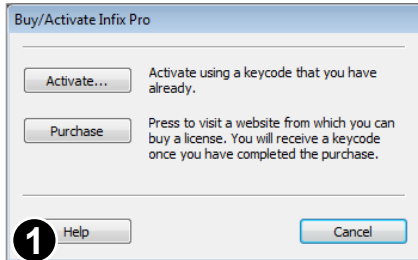 Buy/Activate Infix Pro
Activate...
Activate using a keycode that you have
already.
Purchase
Press to visit a website from which you can
buy a license. You will receive a keycode
once you have completed the purchase.
1
Help
Cancel